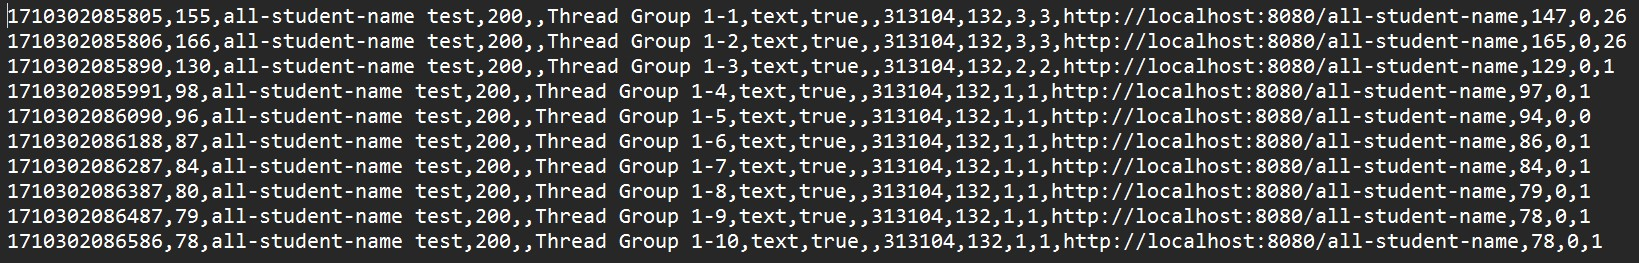 1710302085805,155,all-student-name test,200,,Thread Group 1-1,text,true,,313104,132,3,3,http://localhost:8080/all-student-name,147,0,26
1710302085806,166,all-student-name test,200,,Thread Group 1-2,text,true,,313104,132,3,3,http://localhost:8080/all-student-name,165,0,26
1710302085890,130,all-student-name test,200,,Thread Group 1-3,text,true,,313104,132,2,2,http://localhost:8080/all-student-name,129,0,1
1710302085991,98,all-student-name test,200,,Thread Group 1-4,text,true,,313104,132,1,1,http://localhost:8080/all-student-name,97,0,1
1710302086090,96,all-student-name test,200,,Thread Group 1-5,text,true,,313104,132,1,1,http://localhost:8080/all-student-name,94,0,0
1710302086188,87,all-student-name test,200,,Thread Group 1-6,text,true,,313104,132,1,1,http://localhost:8080/all-student-name,86,0,1
1710302086287,84,all-student-name test,200,,Thread Group 1-7,text,true,,313104,132,1,1,http://localhost:8080/all-student-name,84,0,1
1710302086387,80,all-student-name test,200,,Thread Group 1-8,text,true,,313104,132,1,1,http://localhost:8080/all-student-name,79,0,1
1710302086487,79,all-student-name test,200,,Thread Group 1-9,text,true,,313104,132,1,1,http://localhost:8080/all-student-name,78,0,1
1710302086586,78,all-student-name test,200,,Thread Group 1-10,text,true,,313104,132,1,1,http://localhost:8080/all-student-name,78,0,1